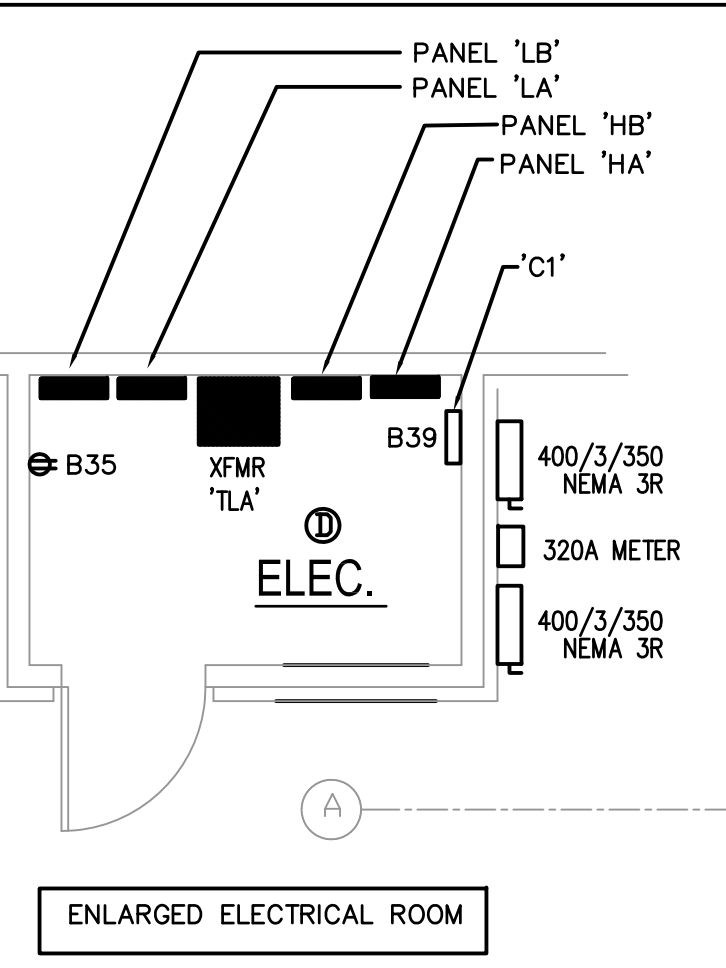 PANEL 'LB'
PANEL 'LA'
PANEL 'HB'
PANEL 'HA'
'C1'
B39
B35
XFMR
'TLA'
D
ELEC.
400/3/350
NEMA 3R
320A METER
400/3/350
NEMA 3R
A
ENLARGED ELECTRICAL ROOM